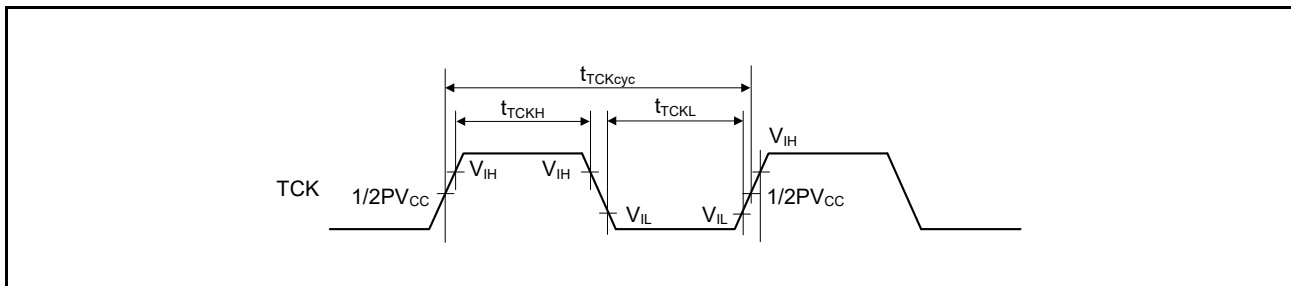 tTCKcyc
tTCKH
tTCKL
VIH
VIH
VIH
TCK
1/2PVCC
1/2PVCC
VIL
VIL